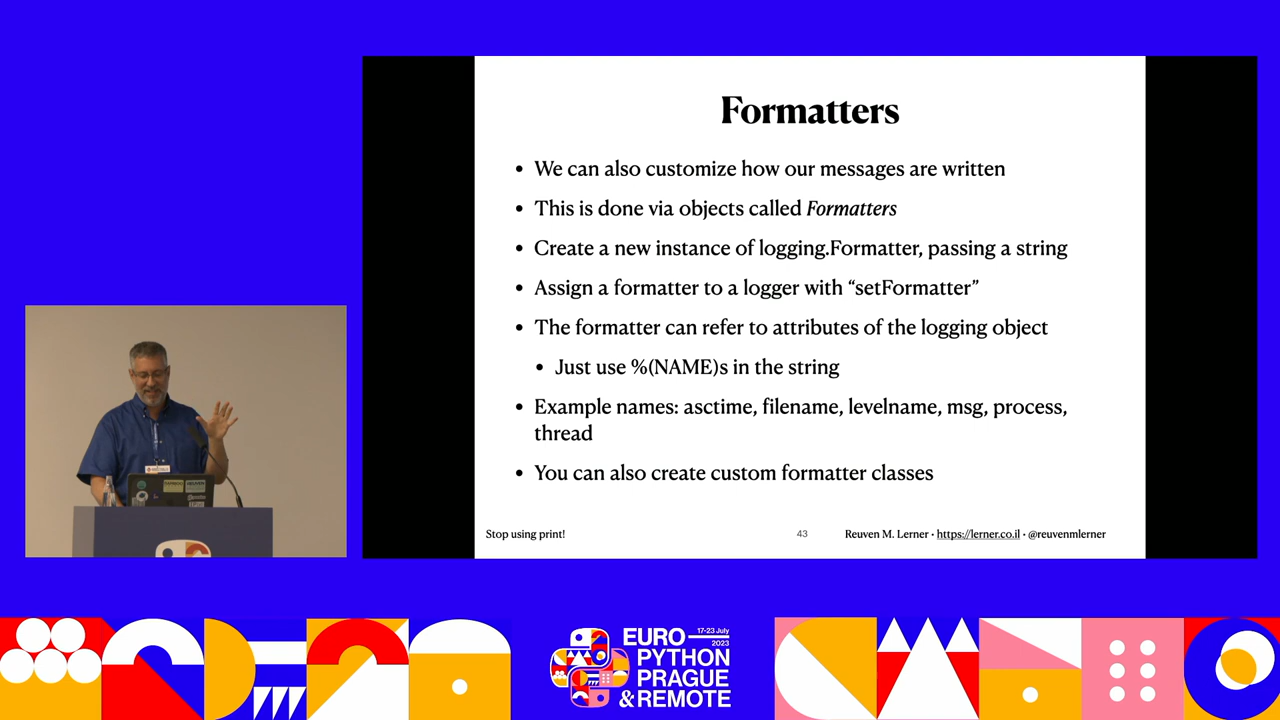 Formatters
• We can also customize how our messages are written
• This is done via objects called Formatters
• Create a new instance of logging.Formatter, passing a string
• Assign a formatter to a logger with “setFormatter”
• The formatter can refer to attributes of the logging object
• Just use %(NAME)s in the string
• Example names: asctime, filename, levelname, msg, process,
thread
• You can also create custom formatter classes
Stop using print!
43
Reuven M. Lerner • https://lerner.co.il • @reuvenmlerner
17-23 July
2023
EURO
PYTHON
PRAGUE
& REMOTE